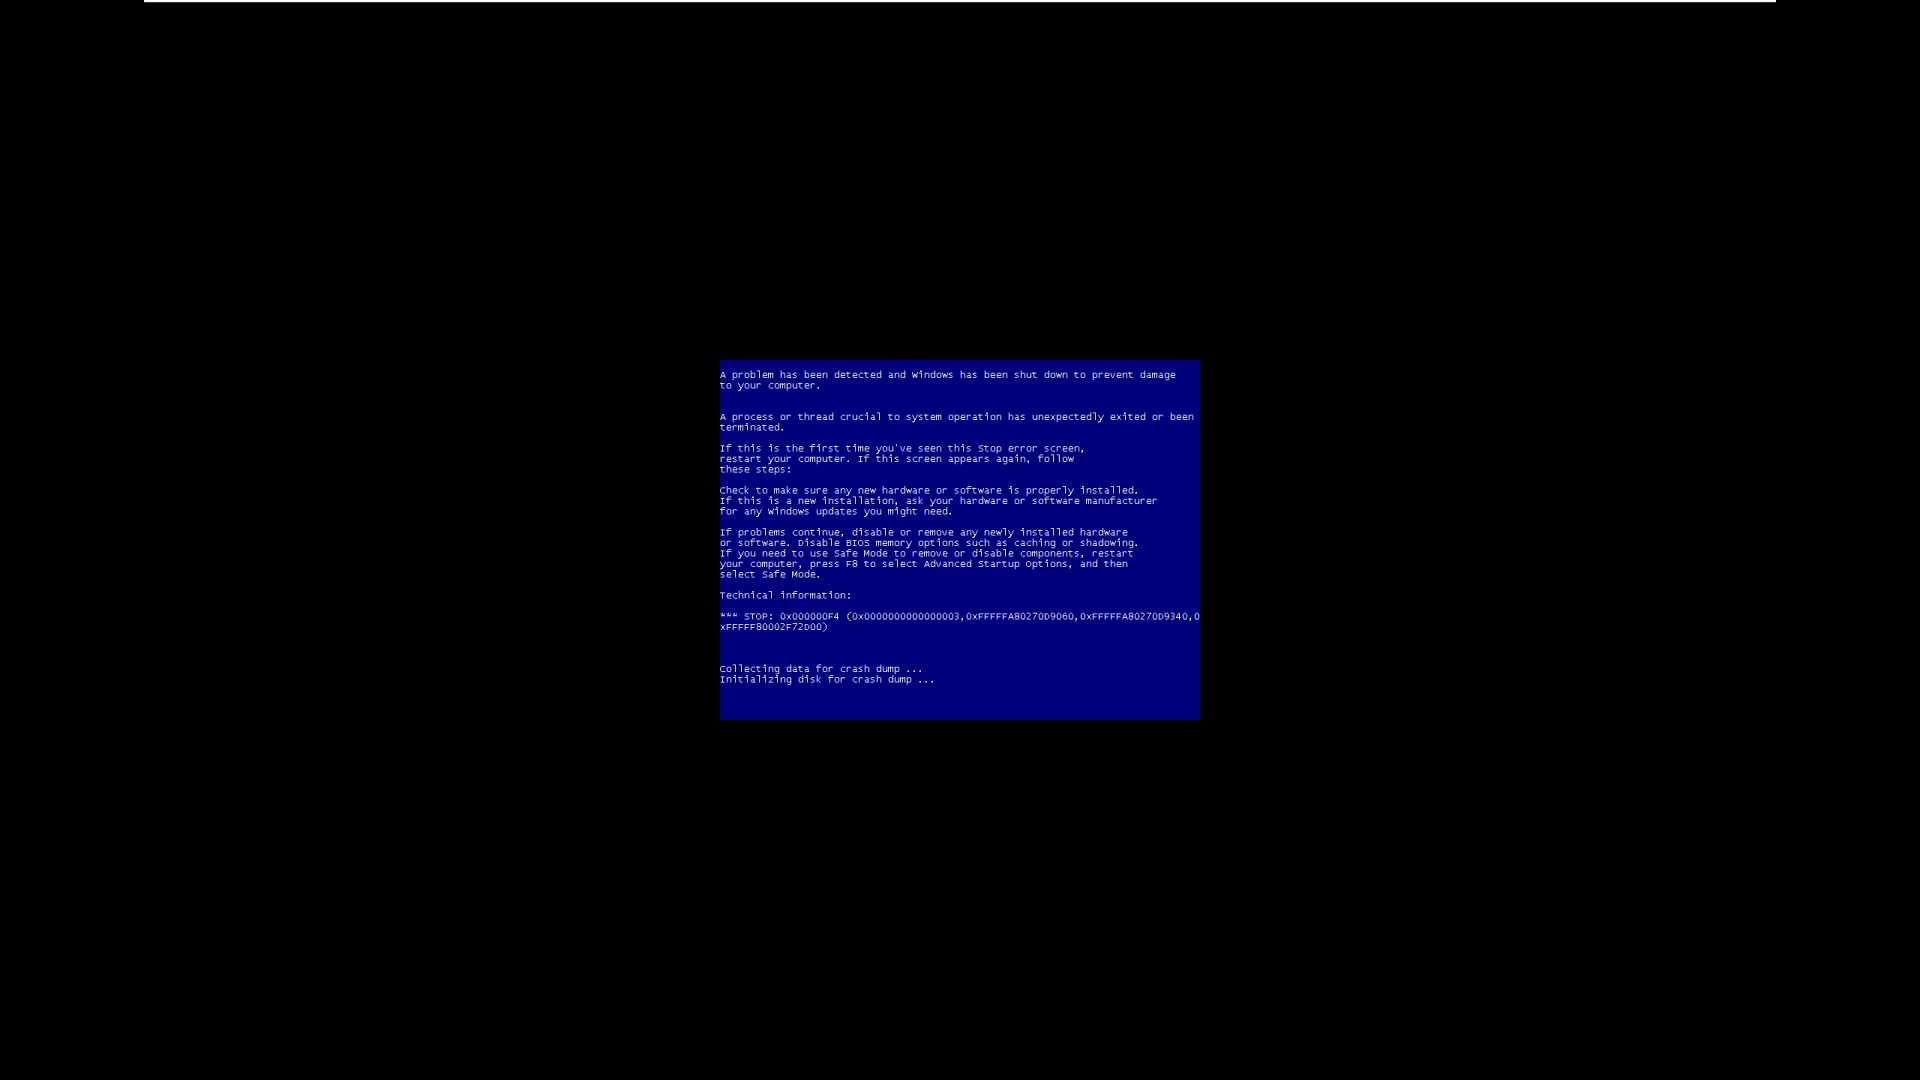 A problem has been detected and Windows has been shut down to prevent damage
to your computer.
A process or thread crucial to system operation has unexpectedly exited or been
terminated.
If this is the first time you've seen this Stop error screen,
restart your computer. If this screen appears again, follow
these steps:
Check to make sure any new hardware or software is properly installed.
If this is a new installation, ask your hardware or software manufacturer
for any Windows updates you might need.
If problems continue, disable or remove any newly installed hardware
or software. Disable BIOS memory options such as caching or shadowing.
If you need to use Safe Mode to remove or disable components, restart
your computer, press F8 to select Advanced Startup Options, and then
select Safe Mode.
Technical information:
*** STOP: 0x000000F4 (0x0000000000000003,0xFFFFFA80270D9060,0xFFFFFA80270D9340,0
xFFFFF80002F72D00)
Collecting data for crash dump ...
Initializing disk for crash dump ...